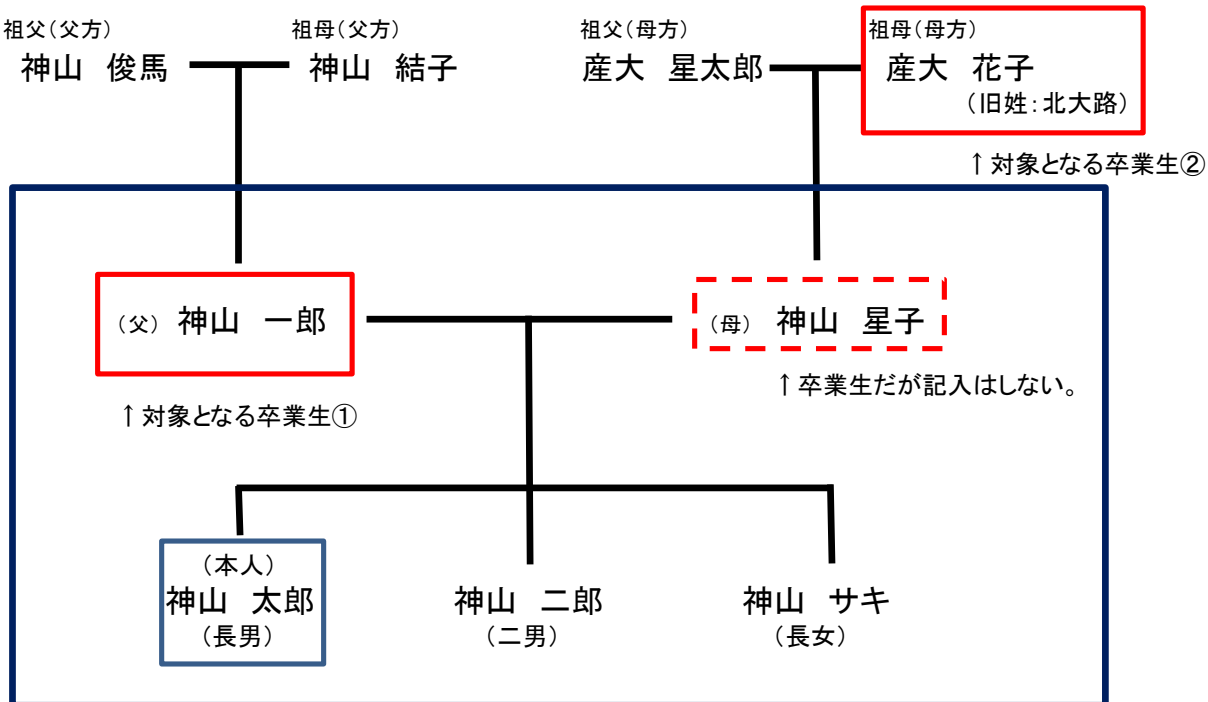 祖父(父方)
神山 俊馬
祖母(父方)
神山 結子
祖父(母方)
産大 星太郎
祖母(母方)
産大 花子
(旧姓:北大路)
↑対象となる卒業生②
(父) 神山 一郎
↑対象となる卒業生①
(母) 神山 星子
↑卒業生だが記入はしない。
(本人)
神山 太郎
(長男)
神山 二郎
(二男)
神山 サキ
(長女)